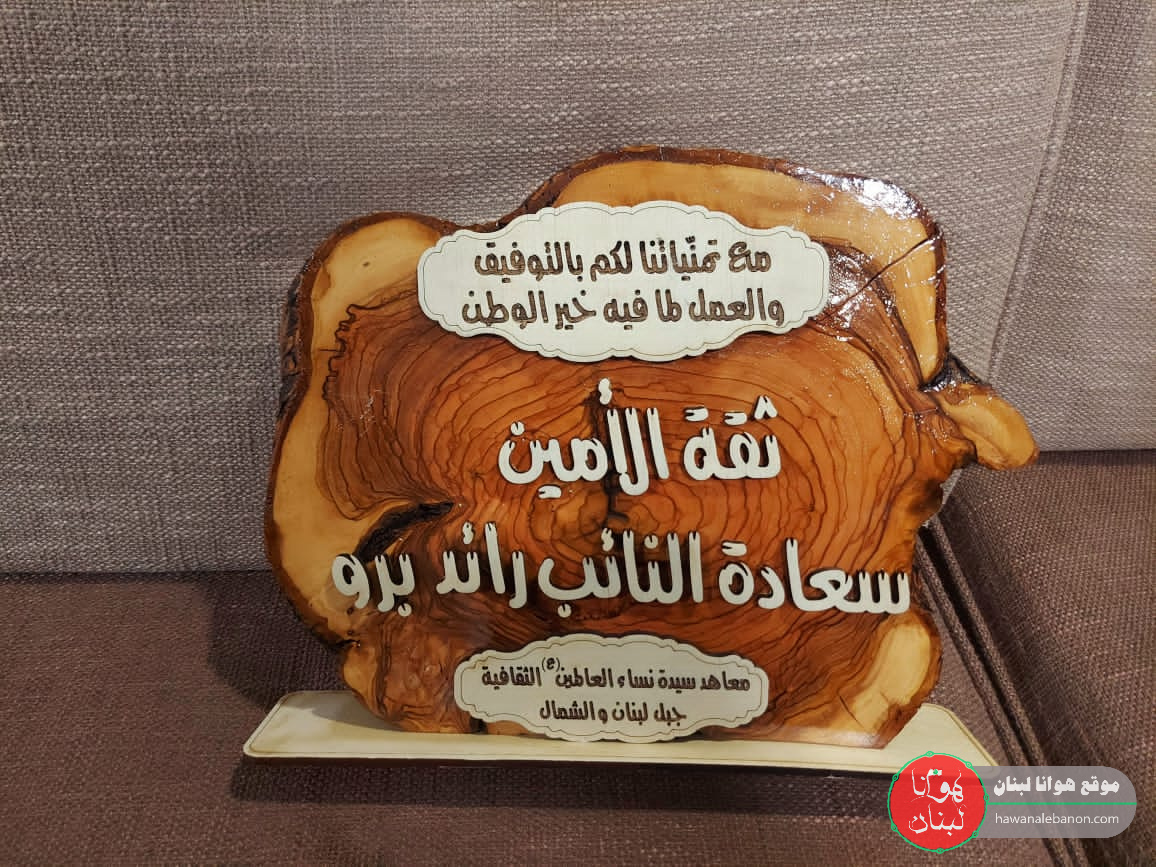 مع تمنّياتنا لكم بالتوفيق
والعمل لما فيه خير الوطن
ثقة الأمين
سعادة النائب رائد برو
معاهد سيدة نساء العالمين (ع) الثقافية
جبل لبنان والشمال
هوانا لبنان
موقع هوانا لبنان
hawanalebanon.com